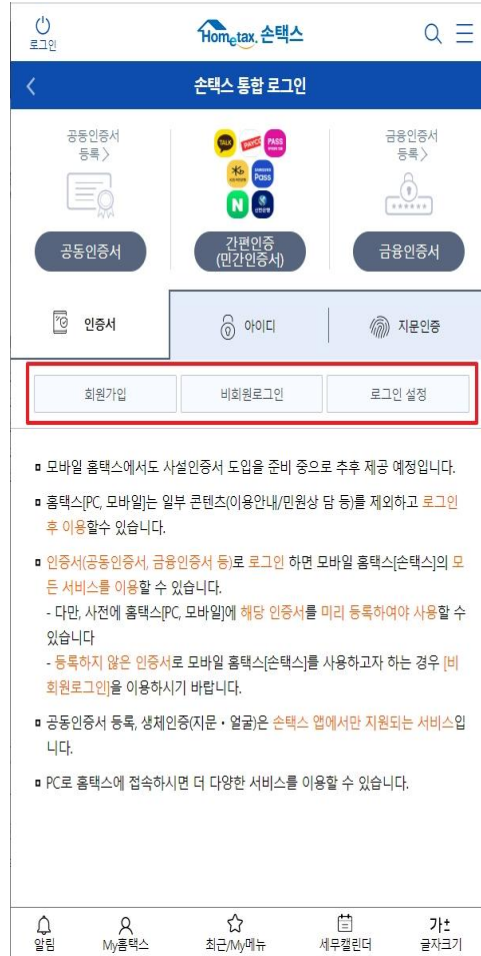 로그인
Hometax. 손택스
손택스 통합 로그인
공동인증서
등록 〉
금융인증서
등록 〉
TALK PAYCO PASS
PASS
N 신한은행
공동인증서
간편인증
(민간인증서)
금융인증서
인증서
아이디
지문인증
회원가입
비회원로그인
로그인 설정
모바일 홈택스에서도 사설인증서 도입을 준비 중으로 추후 제공 예정입니다.
홈택스[PC, 모바일]는 일부 콘텐츠(이용안내/민원상 담 등)를 제외하고 로그인
후 이용할수 있습니다.
인증서(공동인증서, 금융인증서 등)로 로그인 하면 모바일 홈택스[손택스]의 모
든 서비스를 이용할 수 있습니다.
- 다만, 사전에 홈택스[PC, 모바일]에 해당 인증서를 미리 등록하여야 사용할 수
있습니다
- 등록하지 않은 인증서로 모바일 홈택스[손택스]를 사용하고자 하는 경우 [비
회원로그인]을 이용하시기 바랍니다.
공동인증서 등록, 생체인증(지문・얼굴)은 손택스 앱에서만 지원되는 서비스입
니다.
PC로 홈택스에 접속하시면 더 다양한 서비스를 이용할 수 있습니다.
알림
My홈택스
최근/My메뉴
세무캘린더
가±
글자크기